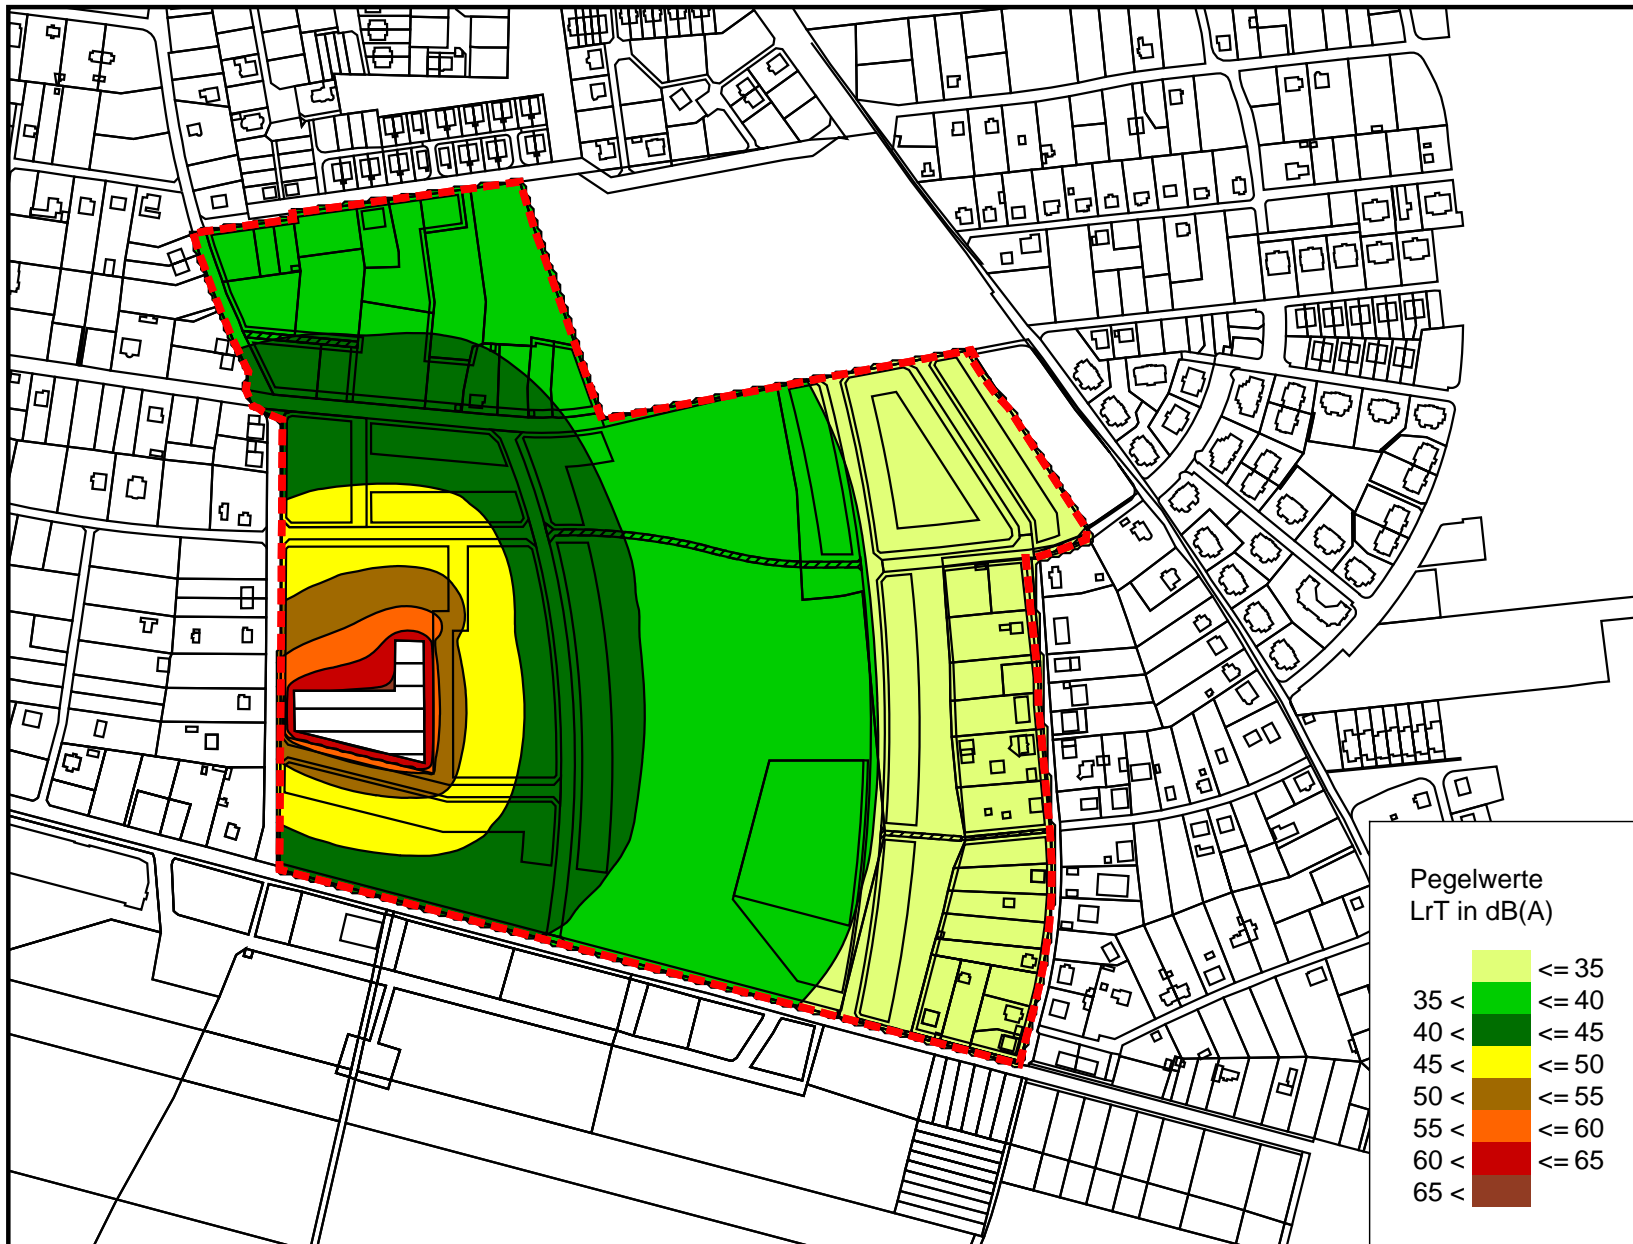 Pegelwerte
LrT in dB(A)
<= 35
35 < <= 40
40 < <= 45
45 < <= 50
50 < <= 55
55 < <= 60
60 < <= 65
65 <